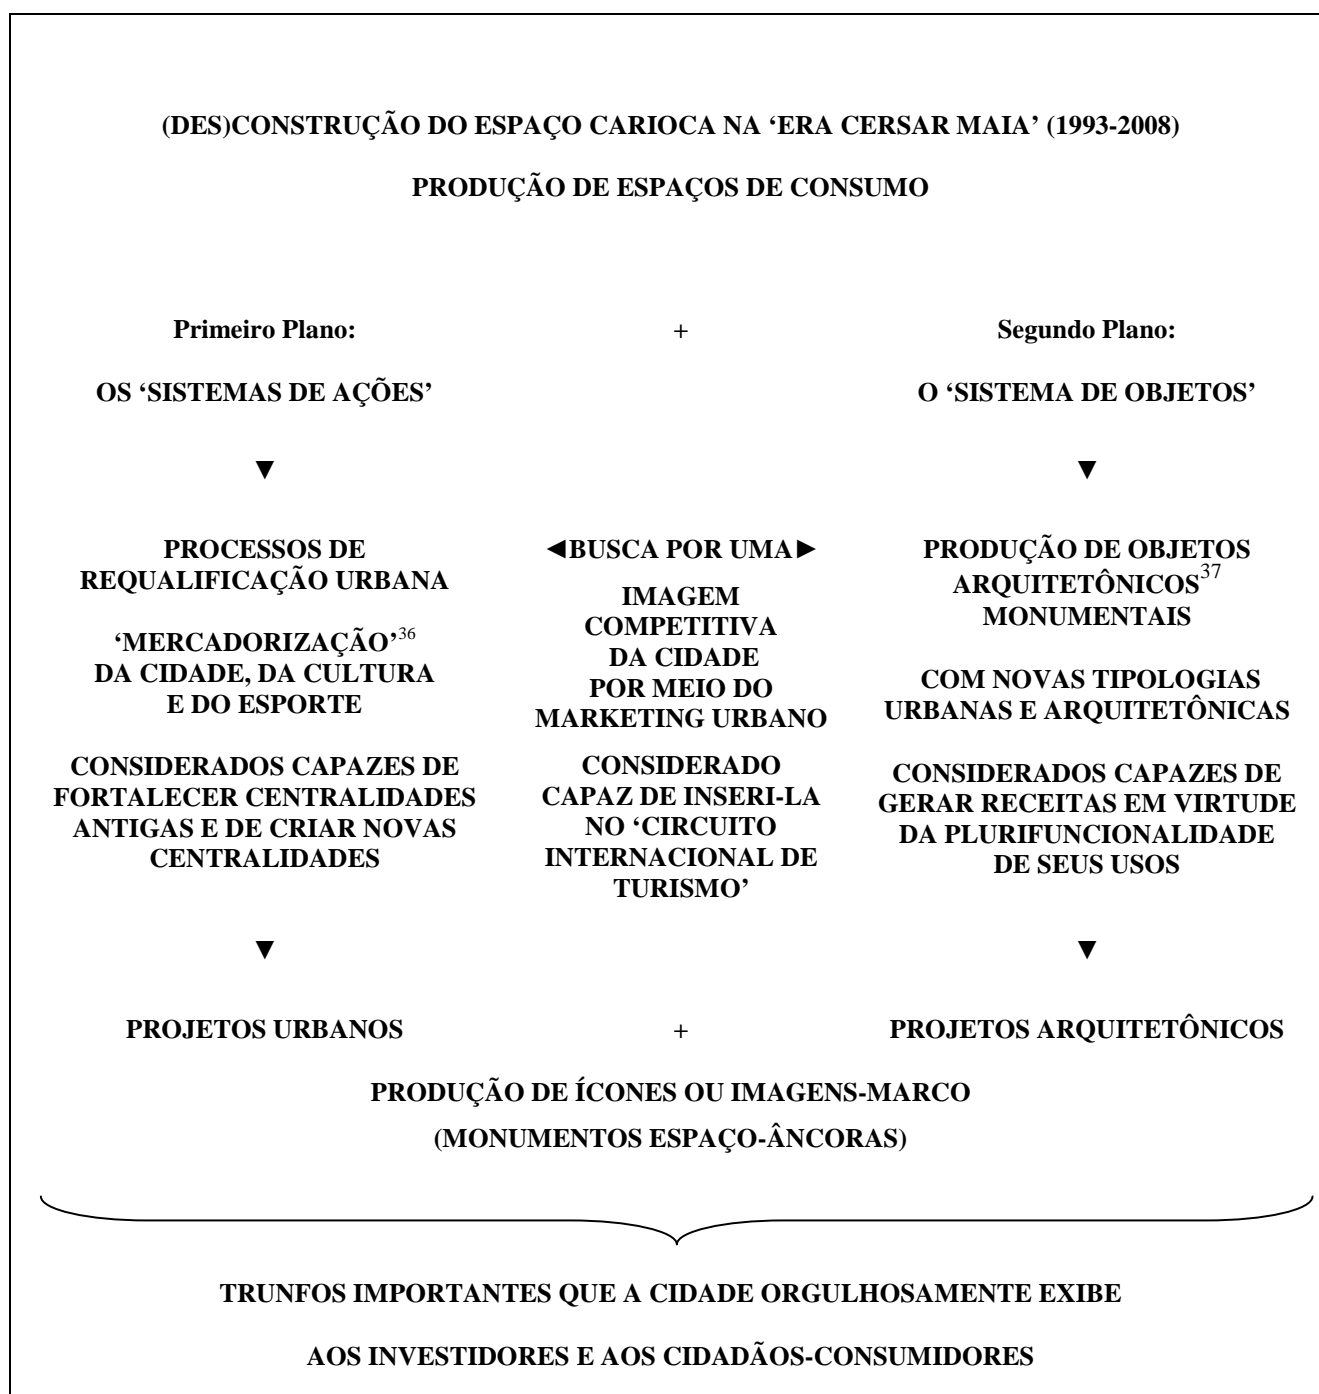 (DES)CONSTRUÇÃO DO ESPAÇO CARIOCA NA ‘ERA CERSAR MAIA’ (1993-2008)
PRODUÇÃO DE ESPAÇOS DE CONSUMO
Primeiro Plano:
OS ‘SISTEMAS DE AÇÕES’
+
Segundo Plano:
O ‘SISTEMA DE OBJETOS’
▼
▼
PROCESSOS DE
REQUALIFICAÇÃO URBANA
‘MERCADORIZAÇÃO’36
DA CIDADE, DA CULTURA
E DO ESPORTE
CONSIDERADOS CAPAZES DE
FORTALECER CENTRALIDADES
ANTIGAS E DE CRIAR NOVAS
CENTRALIDADES
◄BUSCA POR UMA►
IMAGEM
COMPETITIVA
DA CIDADE
POR MEIO DO
MARKETING URBANO
CONSIDERADO
CAPAZ DE INSERI-LA
NO ‘CIRCUITO
INTERNACIONAL DE
TURISMO’
PRODUÇÃO DE OBJETOS
ARQUITETÔNICOS37
MONUMENTAIS
COM NOVAS TIPOLOGIAS
URBANAS E ARQUITETÔNICAS
CONSIDERADOS CAPAZES DE
GERAR RECEITAS EM VIRTUDE
DA PLURIFUNCIONALIDADE
DE SEUS USOS
▼
▼
PROJETOS URBANOS
+
PROJETOS ARQUITETÔNICOS
PRODUÇÃO DE ÍCONES OU IMAGENS-MARCO
(MONUMENTOS ESPAÇO-ÂNCORAS)
TRUNFOS IMPORTANTES QUE A CIDADE ORGULHOSAMENTE EXIBE
AOS INVESTIDORES E AOS CIDADÃOS-CONSUMIDORES